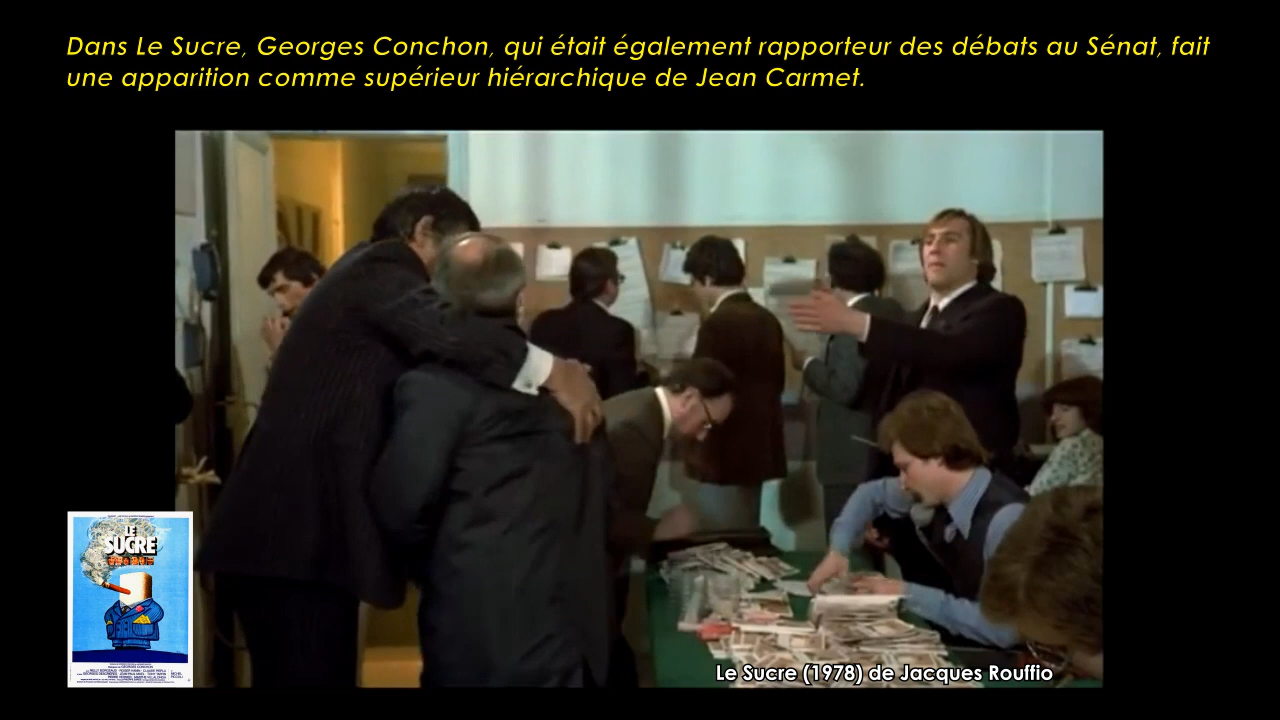 Dans Le Sucre, Georges Conchon, qui était également rapporteur des débats au Sénat, fait
une apparition comme supérieur hiérarchique de Jean Carmet.
LE
SUCRE
Le Sucre (1978) de Jacques Rouffio